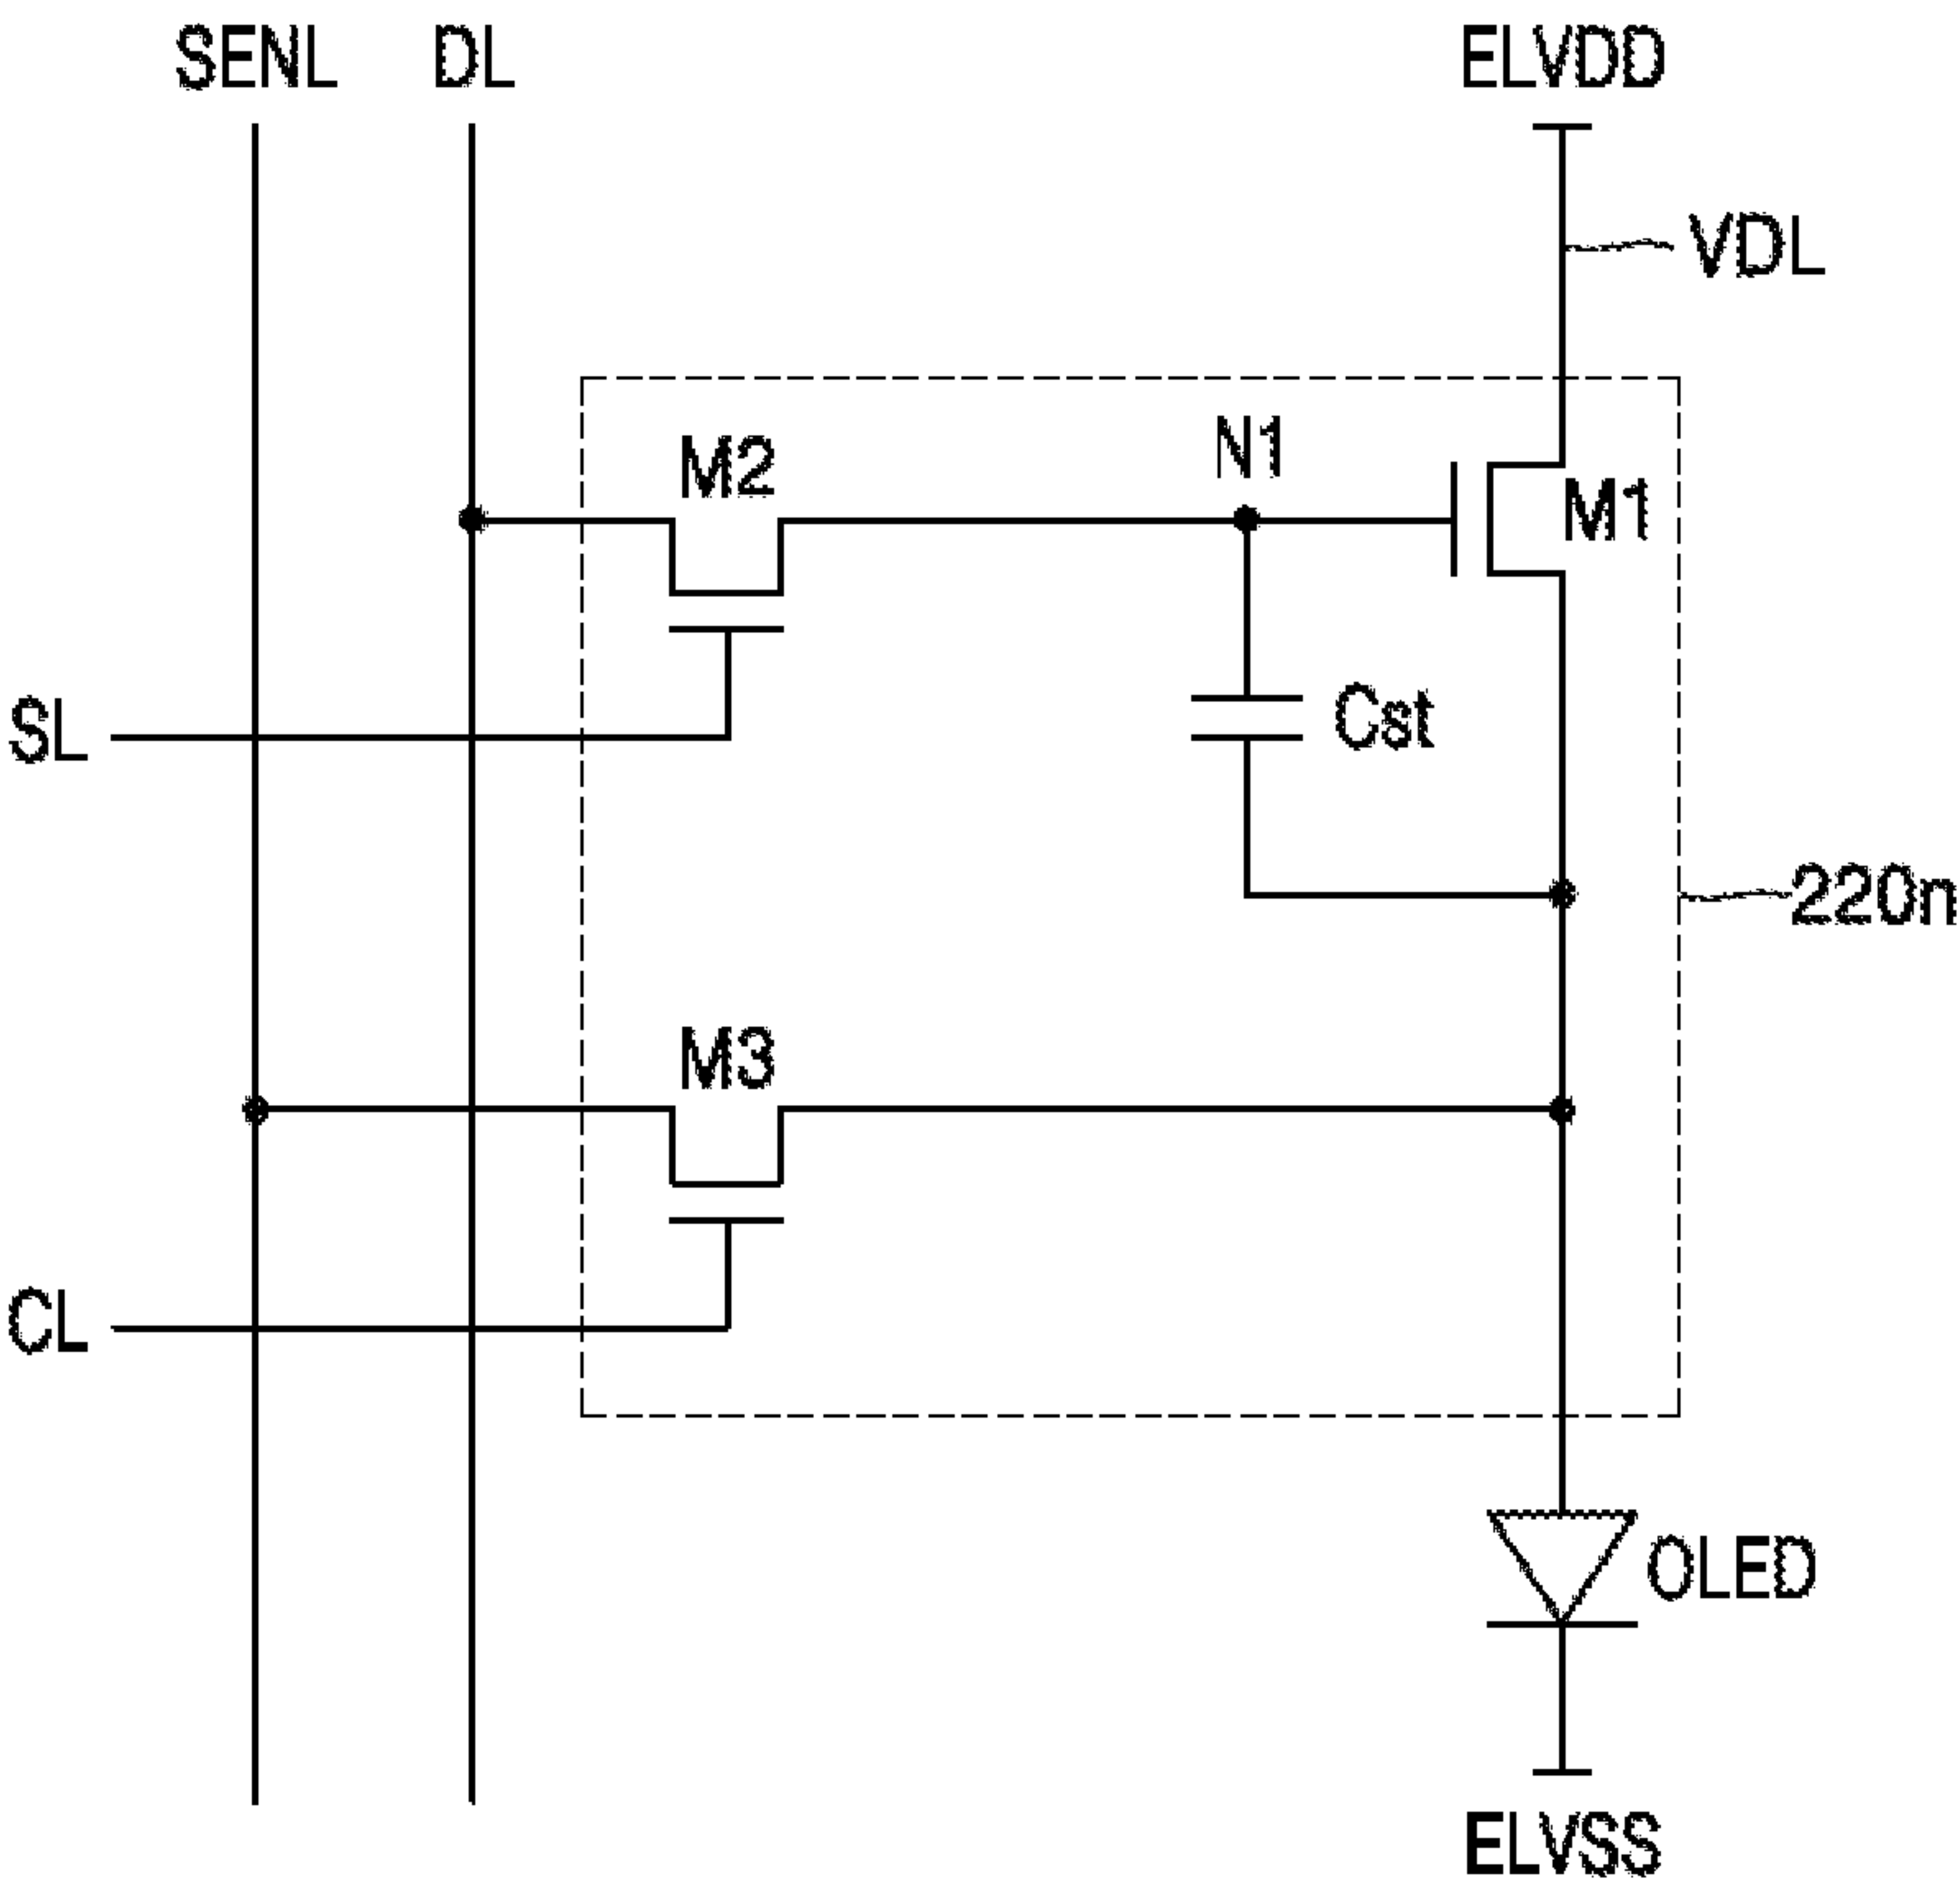 SENL DL ELVDD
VDL
M2 N1
M1
SL Cst
220n
M3
CL
OLED
ELVSS